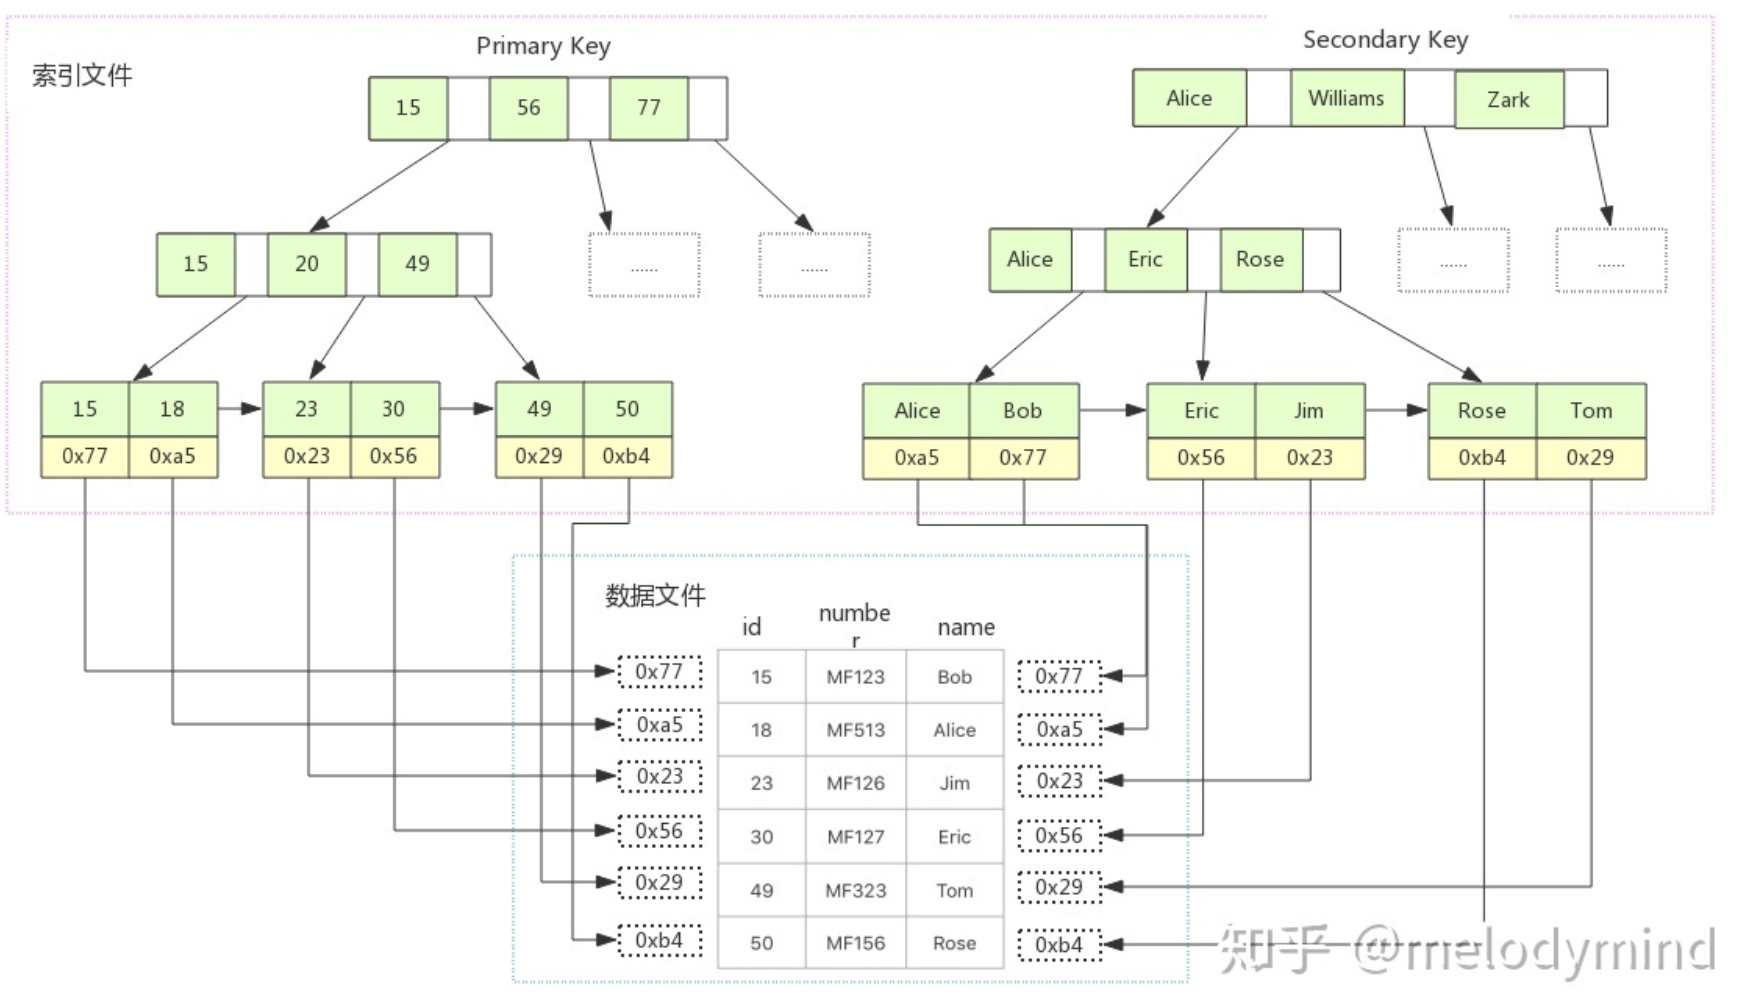 Primary Key
Secondary Key
索引文件
15 56 77
Alice Williams Zark
15 20 49
...... ......
Alice Eric Rose
...... ......
15 18 23 30 49 50
0x77 0xa5 0x23 0x56 0x29 0xb4
Alice Bob Eric Jim Rose Tom
0xa5 0x77 0x56 0x23 0xb4 0x29
数据文件
id numbe name
r
0x77 15 MF123 Bob 0x77
0xa5 18 MF513 Alice 0xa5
0x23 23 MF126 Jim 0x23
0x56 30 MF127 Eric 0x56
0x29 49 MF323 Tom 0x29
0xb4 50 MF156 Rose 0xb4
知乎 @melodymind